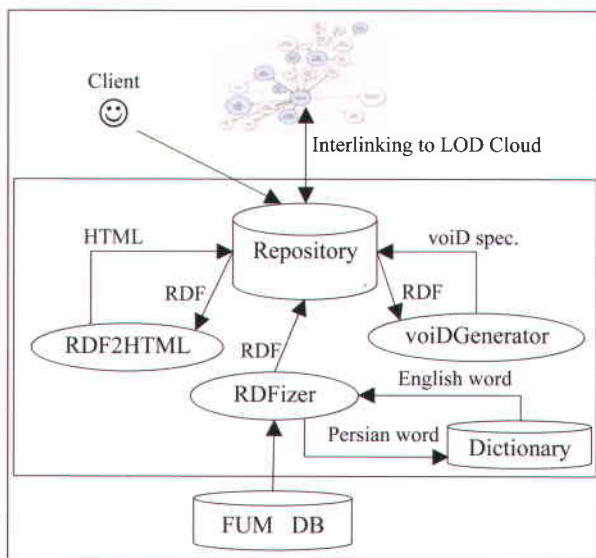 Client
Interlinking to LOD Cloud
HTML
Repository
voiD spec.
RDF
RDF
RDF2HTML
RDF
voiDGenerator
RDFizer
English word
Persian word
Dictionary
FUM DB